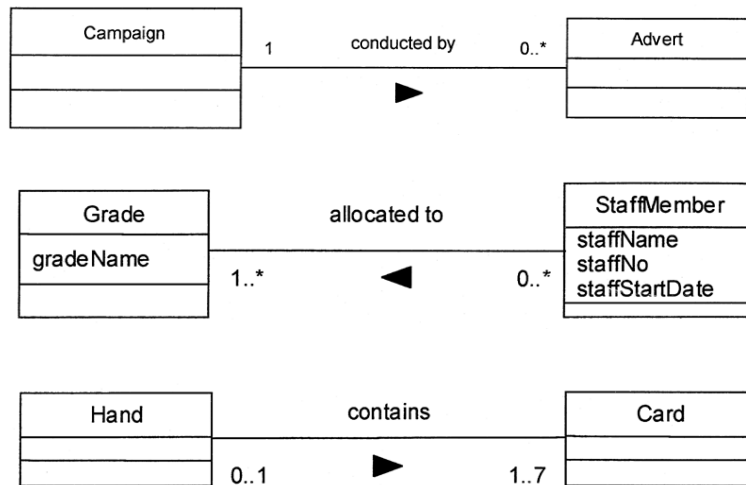 Campaign
1
conducted by
0..*
Advert
Grade
gradeName
allocated to
1..*
0..*
StaffMember
staffName
staffNo
staffStartDate
Hand
contains
Card
0..1
1..7